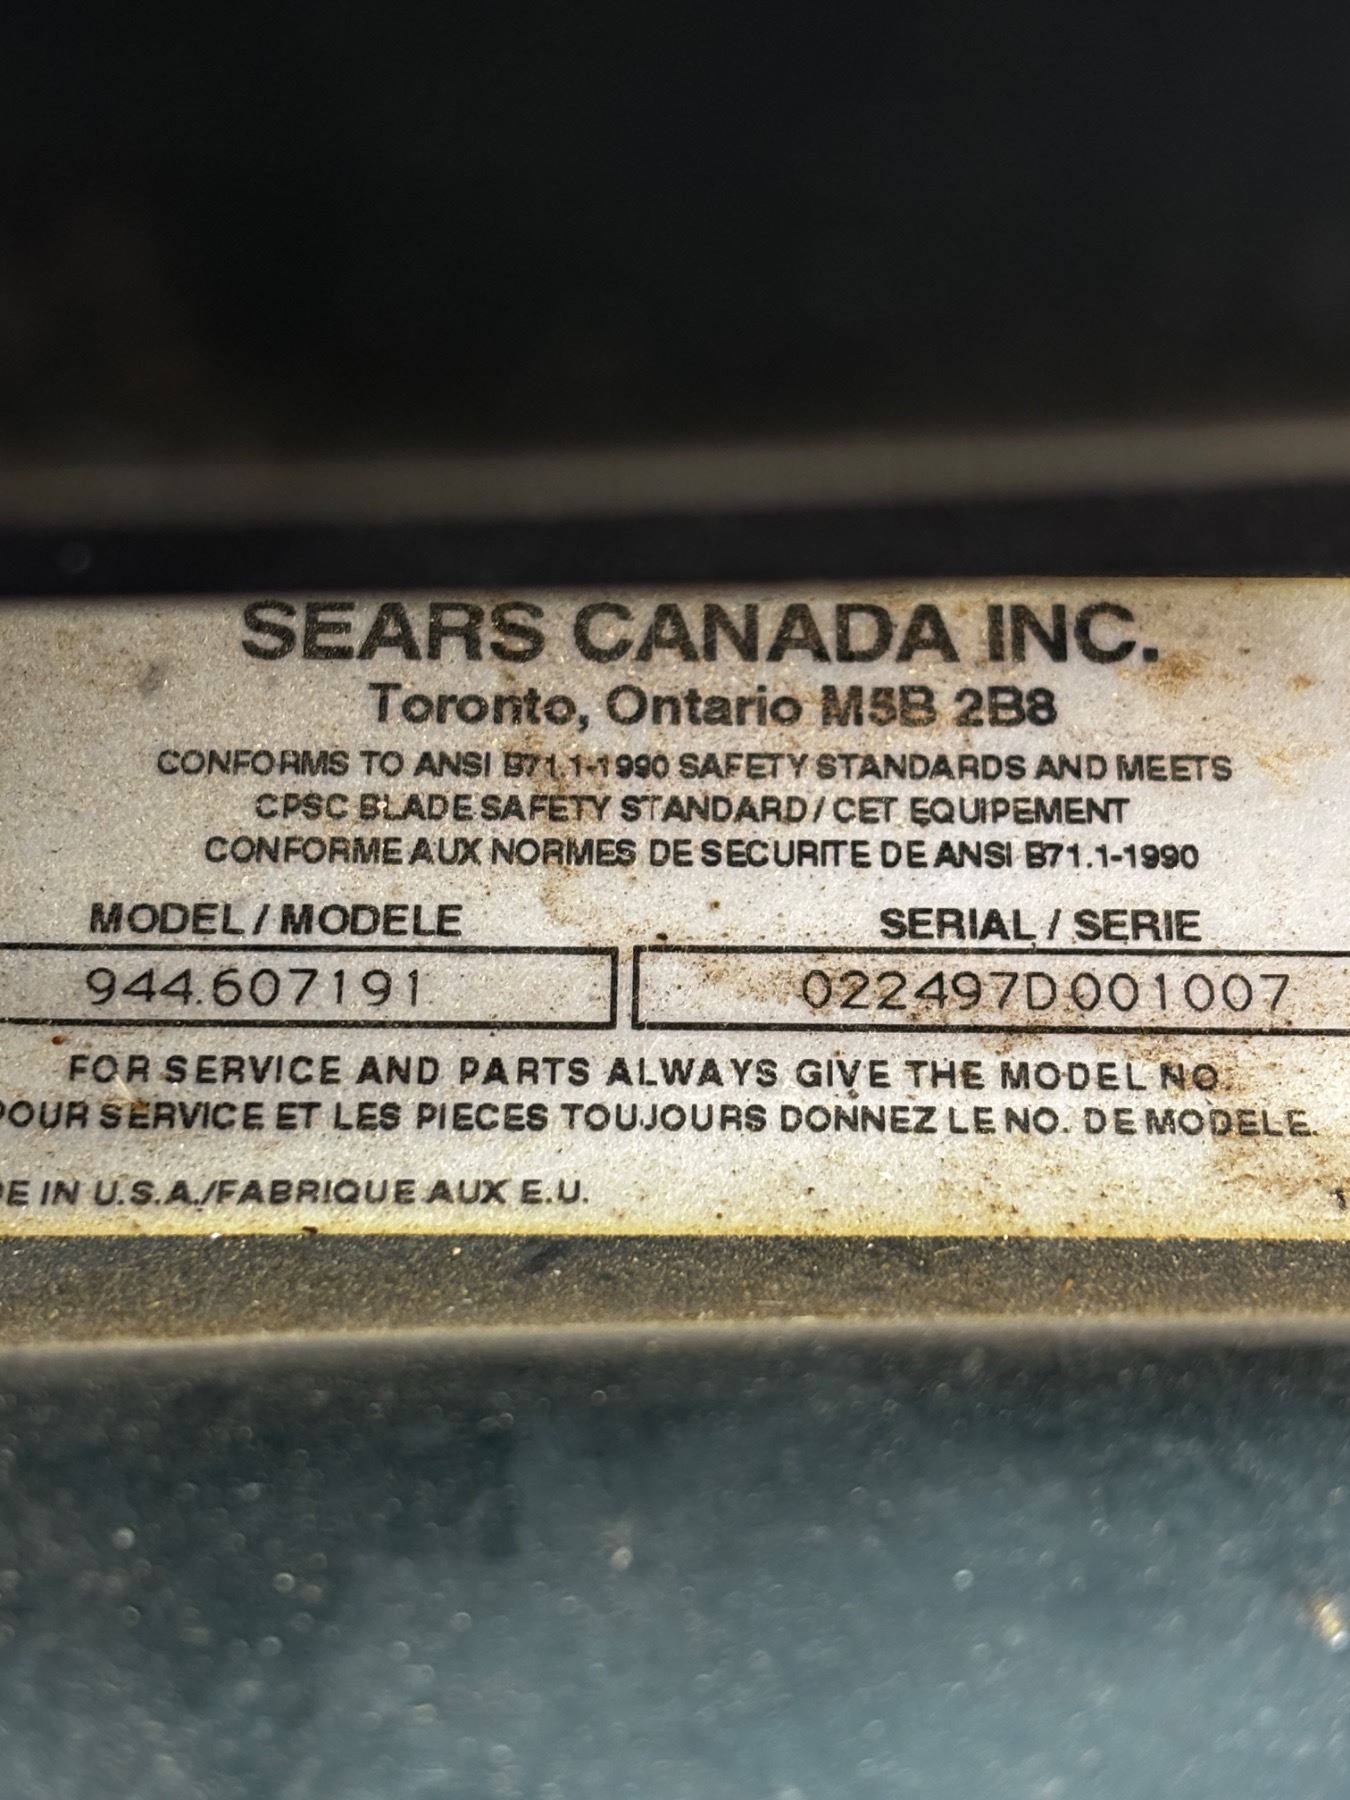 SEARS CANADA INC.
Toronto, Ontario M5B 2B8
CONFORMS TO ANSI B71.1-1990 SAFETY STANDARDS AND MEETS
CPSC BLADE SAFETY STANDARD / CET EQUIPEMENT
CONFORME AUX NORMES DE SECURITE DE ANSI B71.1-1990
MODEL / MODELE SERIAL / SERIE
944.607191 022497D001007
FOR SERVICE AND PARTS ALWAYS GIVE THE MODEL NO.
POUR SERVICE ET LES PIECES TOUJOURS DONNEZ LE NO. DE MODELE.
DE IN U.S.A./FABRIQUE AUX E.U.